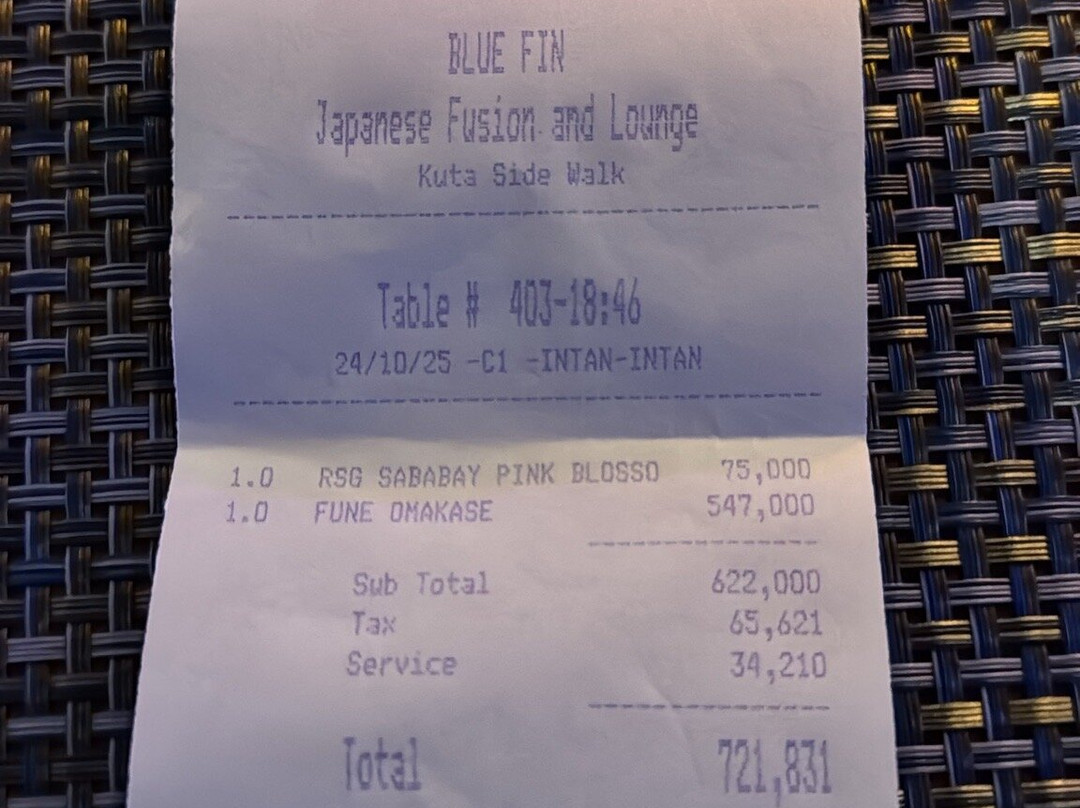 BLUE FIN
Japanese Fusion and Lounge
Kuta Side Walk
Table # 403-18:46
24/10/25 -C1 -INTAN-INTAN
1.0 RSG SABABAY PINK BLOSSO 75,000
1.0 FUNE OMAKASE 547,000
Sub Total 622,000
Tax 65,621
Service 34,210
Total 721,831